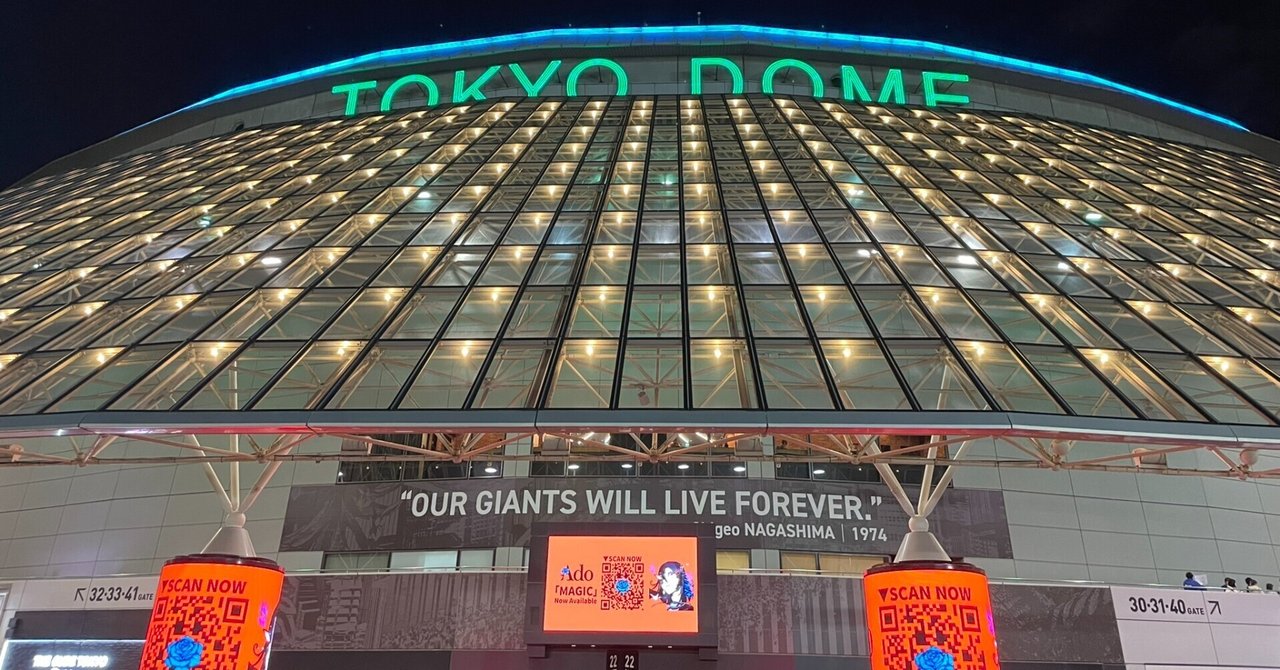 TOKYO DOME
“OUR GIANTS WILL LIVE FOREVER.”
NAGASHIMA | 1974
▼SCAN NOW
Ado
「MAGIC」
Now Available
▼SCAN NOW
▼SCAN NOW
↖ 32·33·41 GATE
30·31·40 GATE ↗
22 22